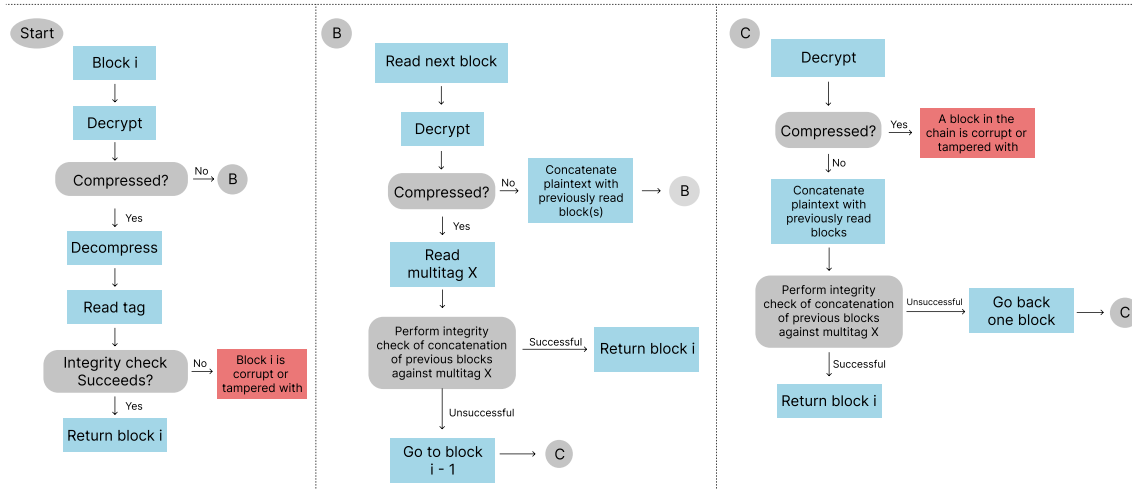 Start
Block i
Decrypt
Compressed?
No
B
Yes
Decompress
Read tag
Integrity check
Succeeds?
No
Block i is
corrupt or
tampered with
Yes
Return block i
B
Read next block
Decrypt
Compressed?
No
Concatenate
plaintext with
previously read
block(s)
B
Yes
Read
multitag X
Perform integrity
check of concatenation
of previous blocks
against multitag X
Successful
Return block i
Unsuccessful
Go to block
i - 1
C
C
Decrypt
Compressed?
Yes
A block in the
chain is corrupt or
tampered with
No
Concatenate
plaintext with
previously read
blocks
Perform integrity
check of concatenation
of previous blocks
against multitag X
Unsuccessful
Go back
one block
C
Successful
Return block i